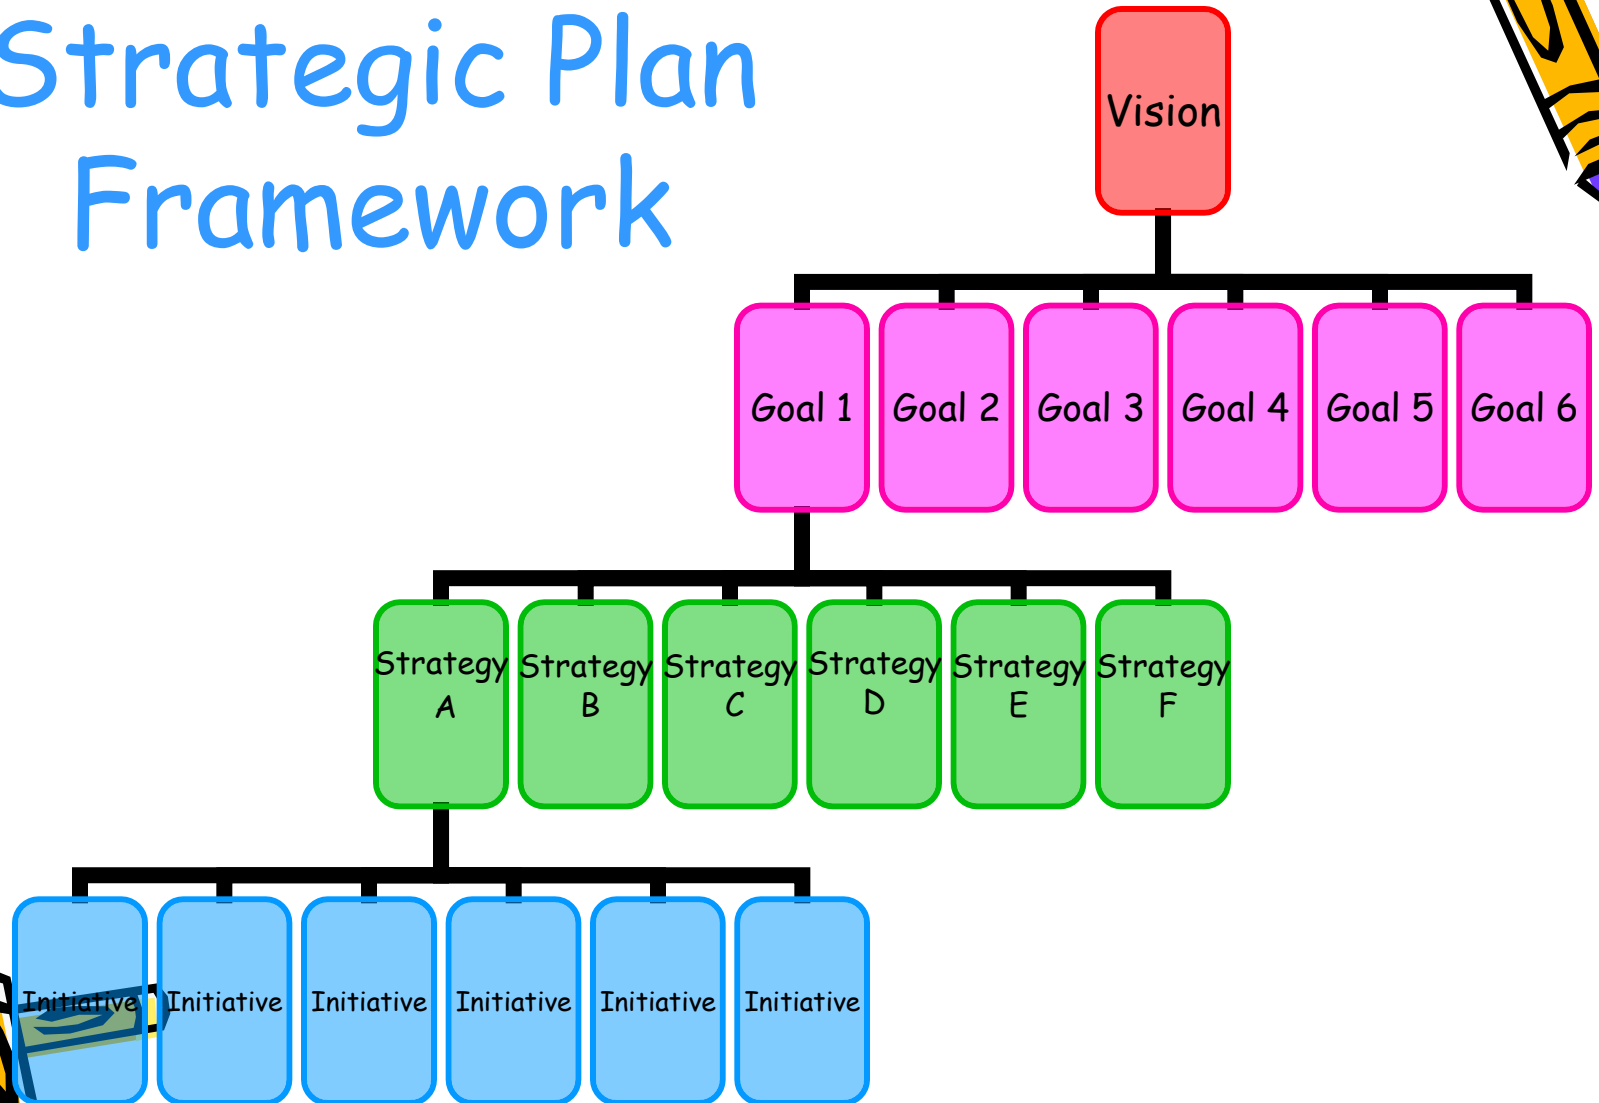 Strategic Plan
Framework
Vision
Goal 1
Goal 2
Goal 3
Goal 4
Goal 5
Goal 6
Strategy
A
Strategy
B
Strategy
C
Strategy
D
Strategy
E
Strategy
F
Initiative
Initiative
Initiative
Initiative
Initiative
Initiative